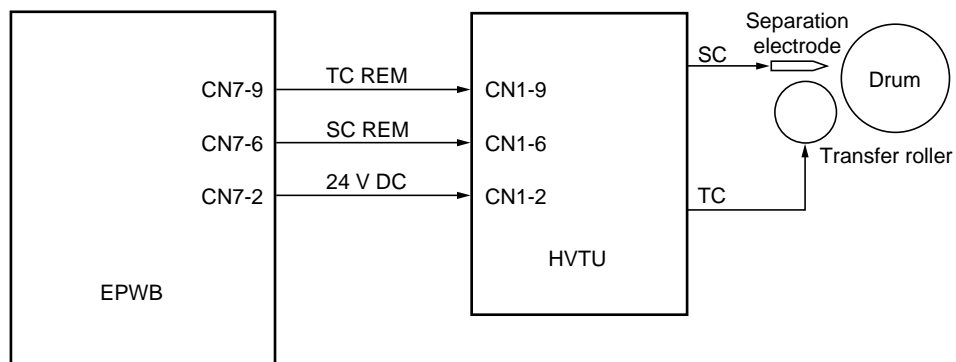 Separation
electrode
SC
Drum
TC REM
CN7-9
CN1-9
SC REM
CN7-6
CN1-6
Transfer roller
24 V DC
CN7-2
CN1-2
TC
HVTU
EPWB